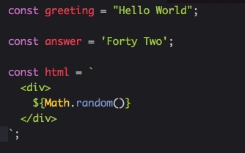 const greeting = "Hello World";
const answer = 'Forty Two';
const html = `
<div>
${Math.random()}
</div>
`;